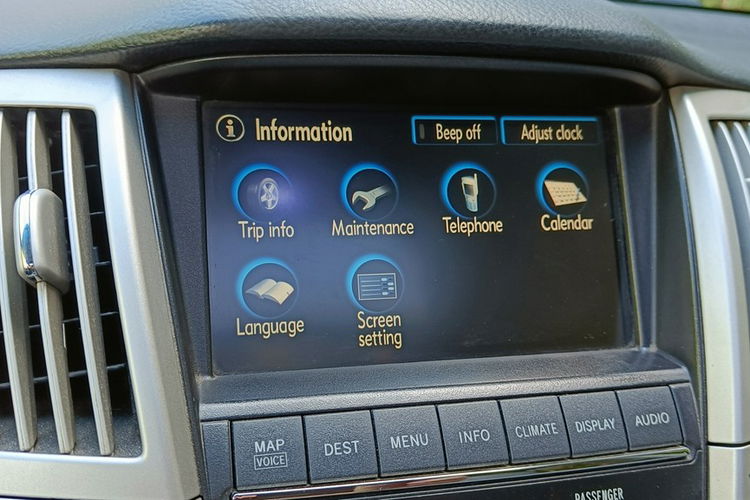 i Information
Beep off
Adjust clock
Trip info
Maintenance
Telephone
Calendar
Language
Screen
setting
MAP
VOICE
DEST
MENU
INFO
CLIMATE
DISPLAY
AUDIO
PASSENGER